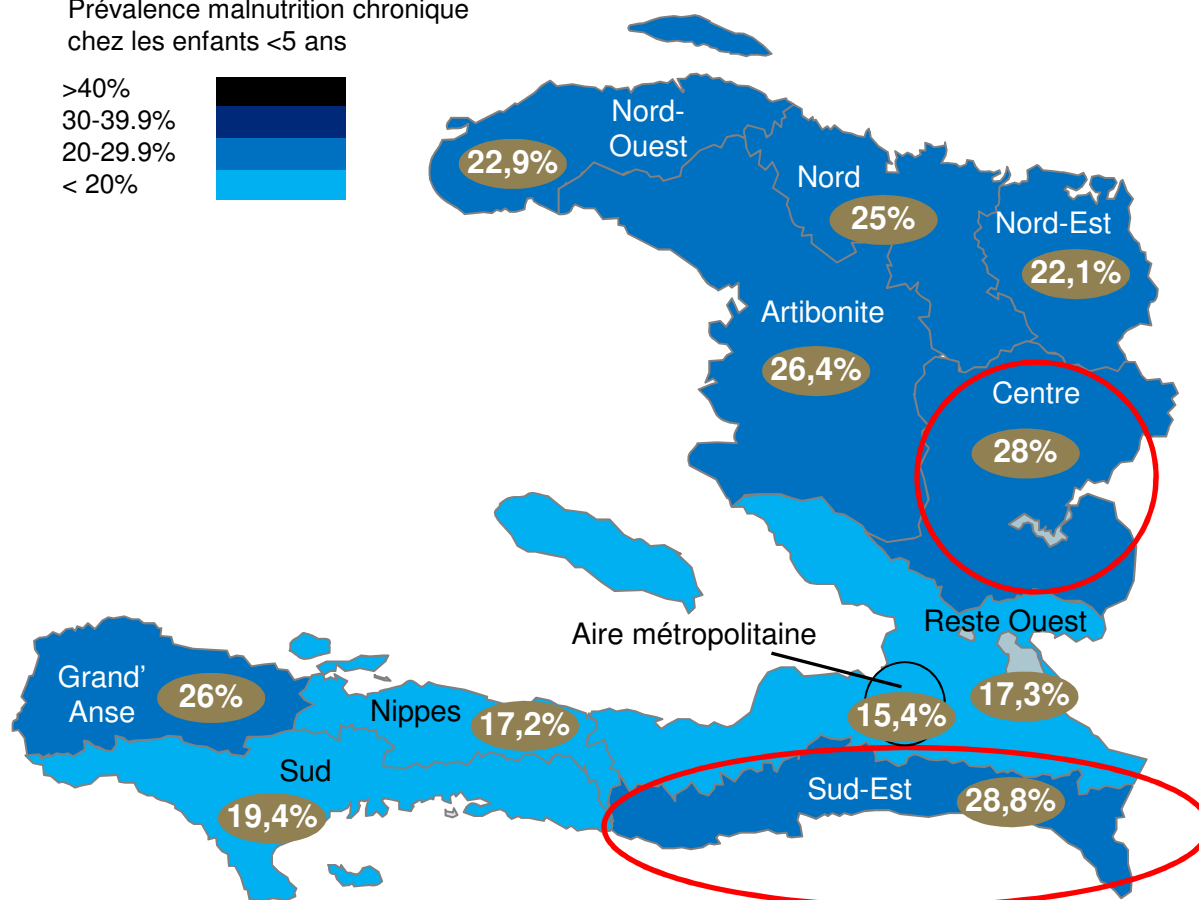 Prévalence malnutrition chronique
chez les enfants <5 ans
>40%
30-39.9%
20-29.9%
< 20%
Nord-
Ouest
22,9%
Nord
25%
Nord-Est
22,1%
Artibonite
26,4%
Centre
28%
Reste Ouest
17,3%
Aire métropolitaine
15,4%
Grand'
Anse
26%
Nippes
17,2%
Sud
19,4%
Sud-Est
28,8%